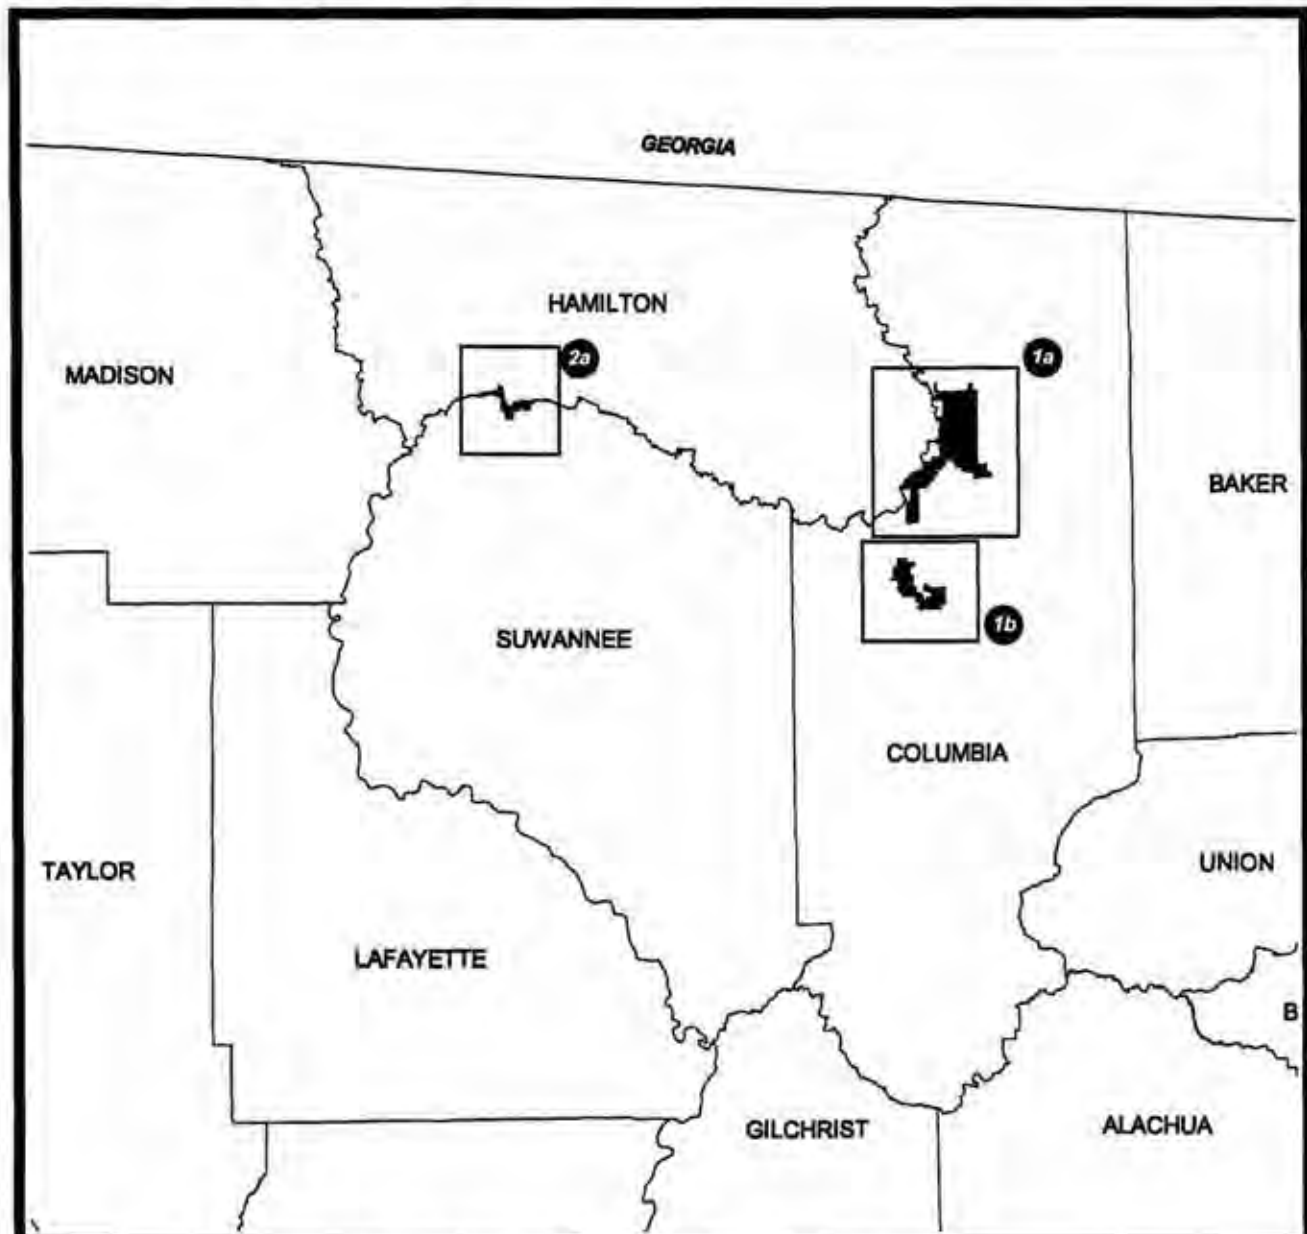 GEORGIA
HAMILTON
2a
1a
MADISON
BAKER
SUWANNEE
1b
COLUMBIA
TAYLOR
UNION
LAFAYETTE
B
GILCHRIST
ALACHUA